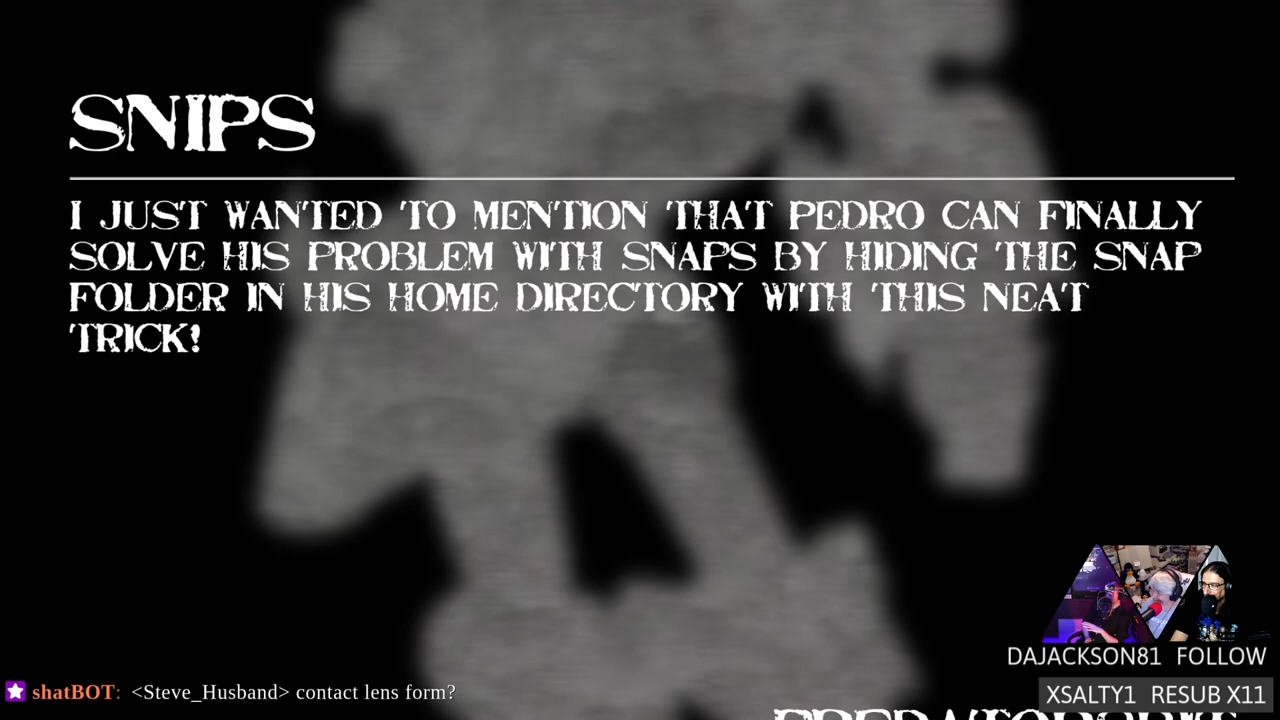 SNIPS
I JUST WANTED TO MENTION THAT PEDRO CAN FINALLY
SOLVE HIS PROBLEM WITH SNAPS BY HIDING THE SNAP
FOLDER IN HIS HOME DIRECTORY WITH THIS NEAT
TRICK!
DAJACKSON81 FOLLOW
shatBOT: <Steve_Husband> contact lens form?
XSALTY1 RESUB X11